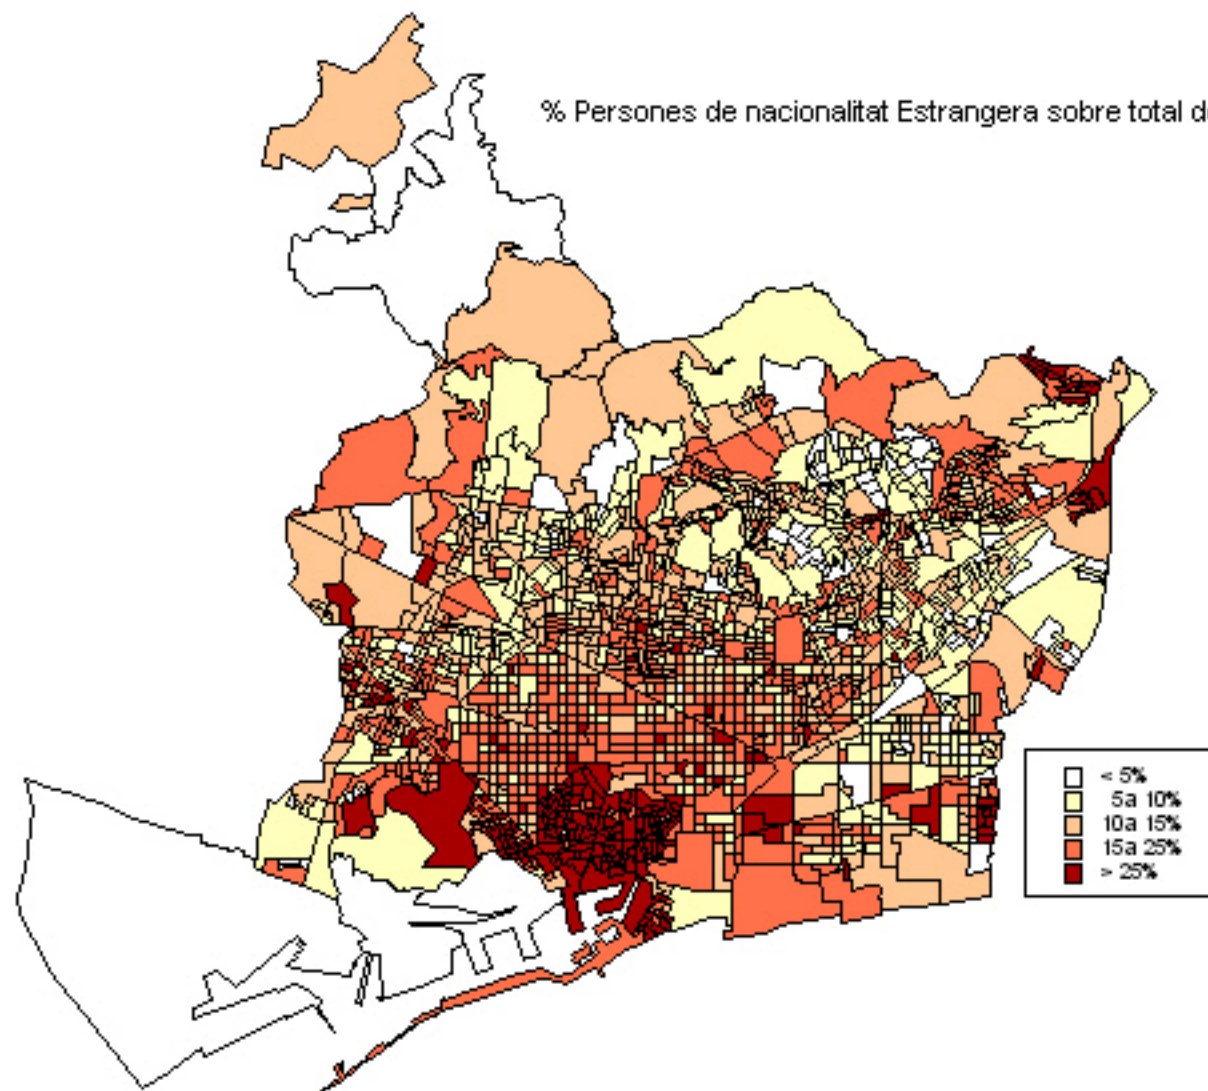 % Persones de nacionalitat Estrangera sobre total d
< 5%
5a 10%
10a 15%
15a 25%
> 25%